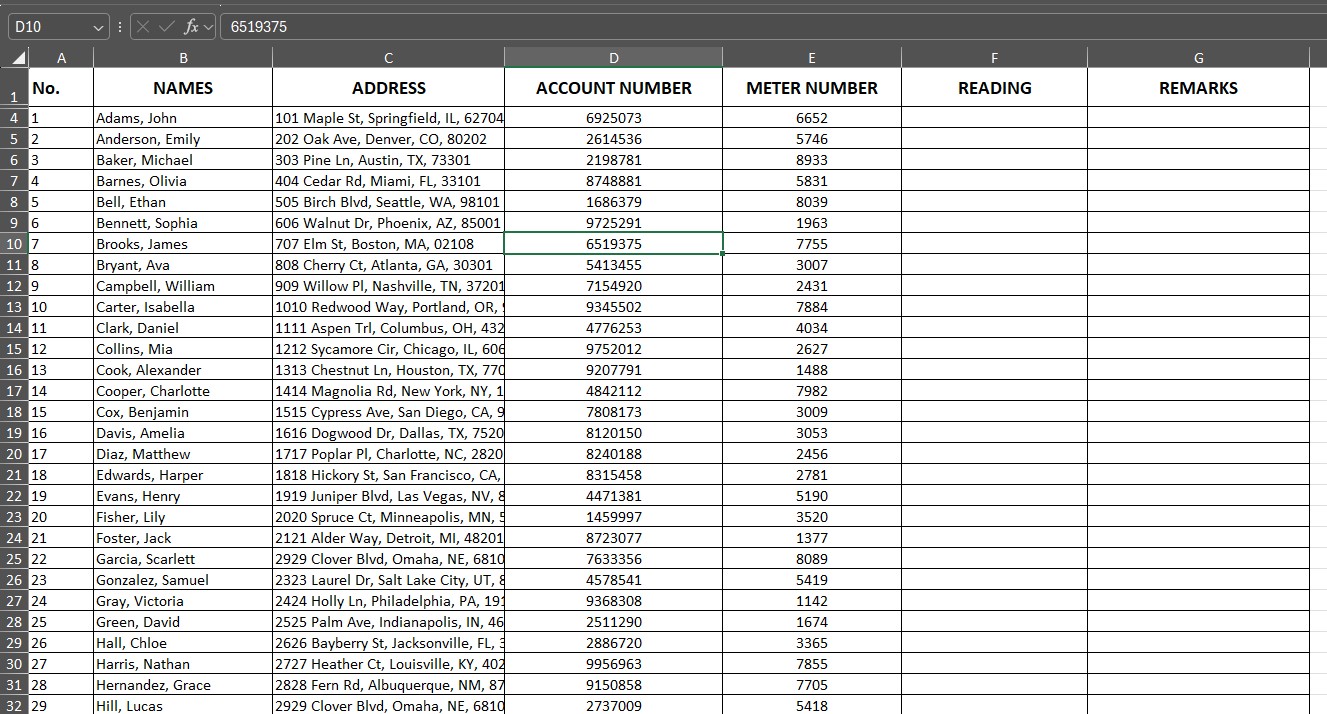 D10 fx 6519375
A B C D E F G
1 No. NAMES ADDRESS ACCOUNT NUMBER METER NUMBER READING REMARKS
4 1 Adams, John 101 Maple St, Springfield, IL, 62704 6925073 6652
5 2 Anderson, Emily 202 Oak Ave, Denver, CO, 80202 2614536 5746
6 3 Baker, Michael 303 Pine Ln, Austin, TX, 73301 2198781 8933
7 4 Barnes, Olivia 404 Cedar Rd, Miami, FL, 33101 8748881 5831
8 5 Bell, Ethan 505 Birch Blvd, Seattle, WA, 98101 1686379 8039
9 6 Bennett, Sophia 606 Walnut Dr, Phoenix, AZ, 85001 9725291 1963
10 7 Brooks, James 707 Elm St, Boston, MA, 02108 6519375 7755
11 8 Bryant, Ava 808 Cherry Ct, Atlanta, GA, 30301 5413455 3007
12 9 Campbell, William 909 Willow Pl, Nashville, TN, 37201 7154920 2431
13 10 Carter, Isabella 1010 Redwood Way, Portland, OR, 9345502 7884
14 11 Clark, Daniel 1111 Aspen Trl, Columbus, OH, 432 4776253 4034
15 12 Collins, Mia 1212 Sycamore Cir, Chicago, IL, 606 9752012 2627
16 13 Cook, Alexander 1313 Chestnut Ln, Houston, TX, 770 9207791 1488
17 14 Cooper, Charlotte 1414 Magnolia Rd, New York, NY, 1 4842112 7982
18 15 Cox, Benjamin 1515 Cypress Ave, San Diego, CA, 9 7808173 3009
19 16 Davis, Amelia 1616 Dogwood Dr, Dallas, TX, 7520 8120150 3053
20 17 Diaz, Matthew 1717 Poplar Pl, Charlotte, NC, 2820 8240188 2456
21 18 Edwards, Harper 1818 Hickory St, San Francisco, CA, 8315458 2781
22 19 Evans, Henry 1919 Juniper Blvd, Las Vegas, NV, 8 4471381 5190
23 20 Fisher, Lily 2020 Spruce Ct, Minneapolis, MN, 5 1459997 3520
24 21 Foster, Jack 2121 Alder Way, Detroit, MI, 48201 8723077 1377
25 22 Garcia, Scarlett 2929 Clover Blvd, Omaha, NE, 6810 7633356 8089
26 23 Gonzalez, Samuel 2323 Laurel Dr, Salt Lake City, UT, 8 4578541 5419
27 24 Gray, Victoria 2424 Holly Ln, Philadelphia, PA, 191 9368308 1142
28 25 Green, David 2525 Palm Ave, Indianapolis, IN, 46 2511290 1674
29 26 Hall, Chloe 2626 Bayberry St, Jacksonville, FL, 3 2886720 3365
30 27 Harris, Nathan 2727 Heather Ct, Louisville, KY, 402 9956963 7855
31 28 Hernandez, Grace 2828 Fern Rd, Albuquerque, NM, 87 9150858 7705
32 29 Hill, Lucas 2929 Clover Blvd, Omaha, NE, 6810 2737009 5418